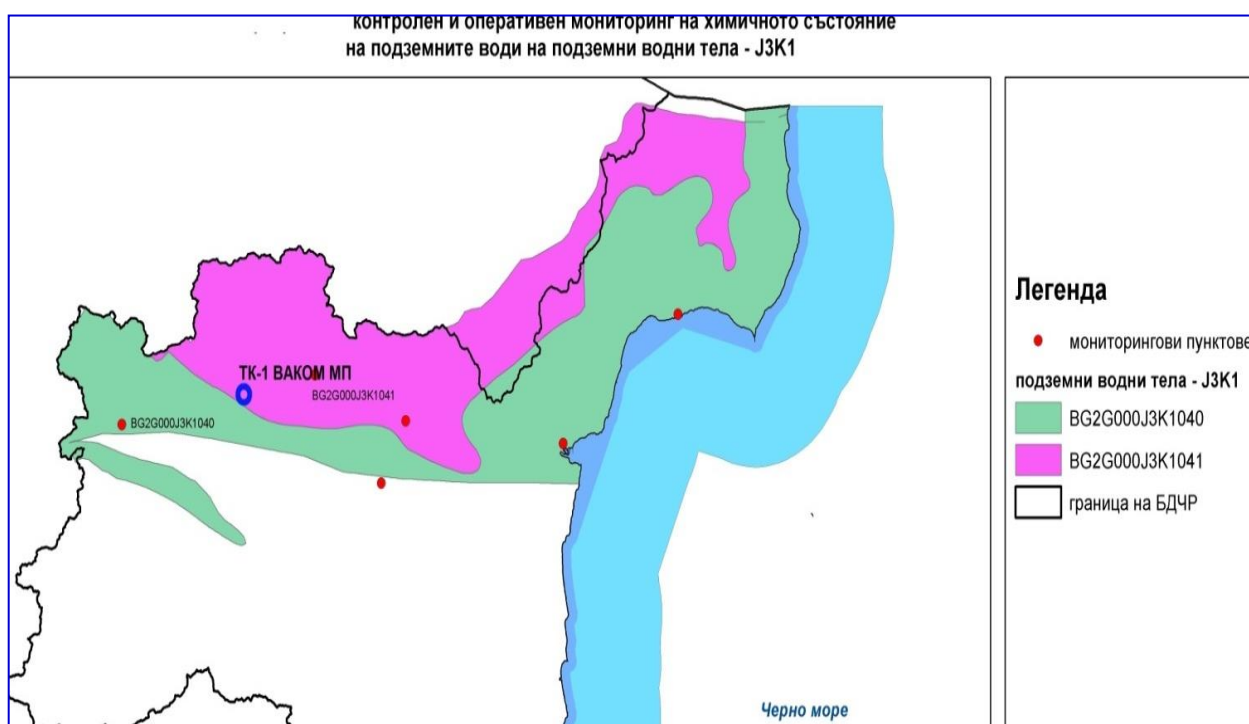 контролен и оперативен мониторинг на химичното състояние
на подземните води на подземни водни тела - J3K1
ТК-1 ВАКОМ МП
BG2G000J3K1041
BG2G000J3K1040
Черно море
Легенда
мониторингови пунктове
подземни водни тела - J3K1
BG2G000J3K1040
BG2G000J3K1041
граница на БДЧР